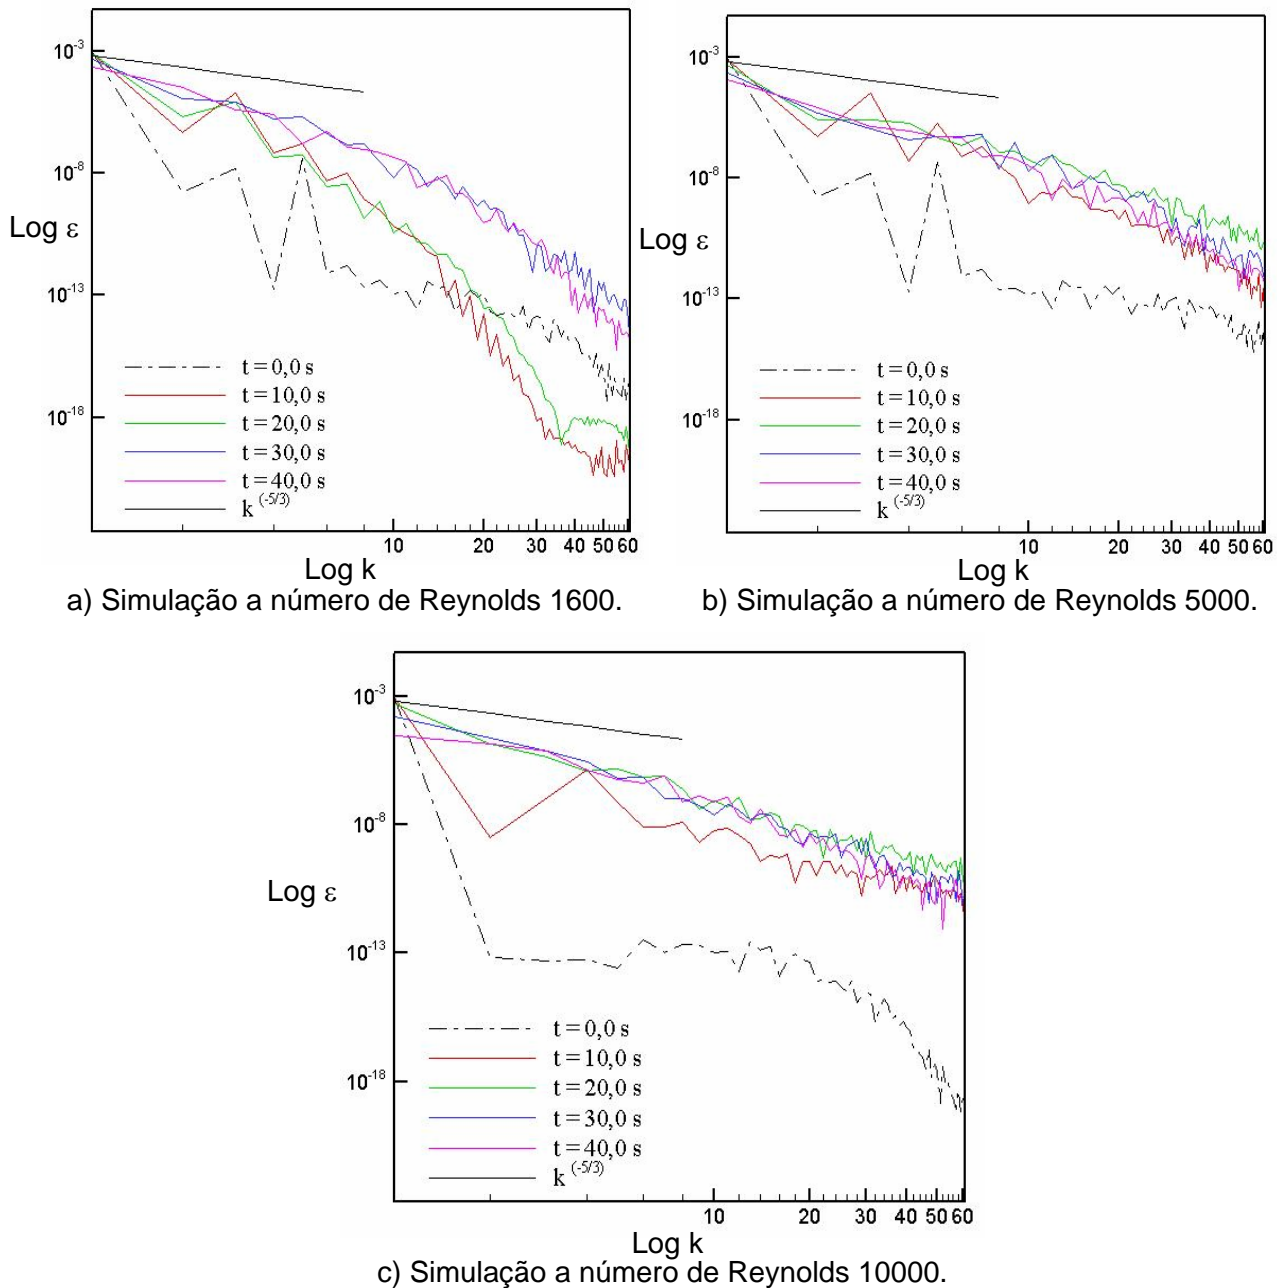 10⁻³
10⁻⁸
Log ε
10⁻¹³
10⁻¹⁸
t = 0,0 s
t = 10,0 s
t = 20,0 s
t = 30,0 s
t = 40,0 s
k (-5/3)
10 20 30 40 50 60
Log k
a) Simulação a número de Reynolds 1600.
10⁻³
10⁻⁸
Log ε
10⁻¹³
10⁻¹⁸
t = 0,0 s
t = 10,0 s
t = 20,0 s
t = 30,0 s
t = 40,0 s
k (-5/3)
10 20 30 40 50 60
Log k
b) Simulação a número de Reynolds 5000.
10⁻³
10⁻⁸
Log ε
10⁻¹³
10⁻¹⁸
t = 0,0 s
t = 10,0 s
t = 20,0 s
t = 30,0 s
t = 40,0 s
k (-5/3)
10 20 30 40 50 60
Log k
c) Simulação a número de Reynolds 10000.